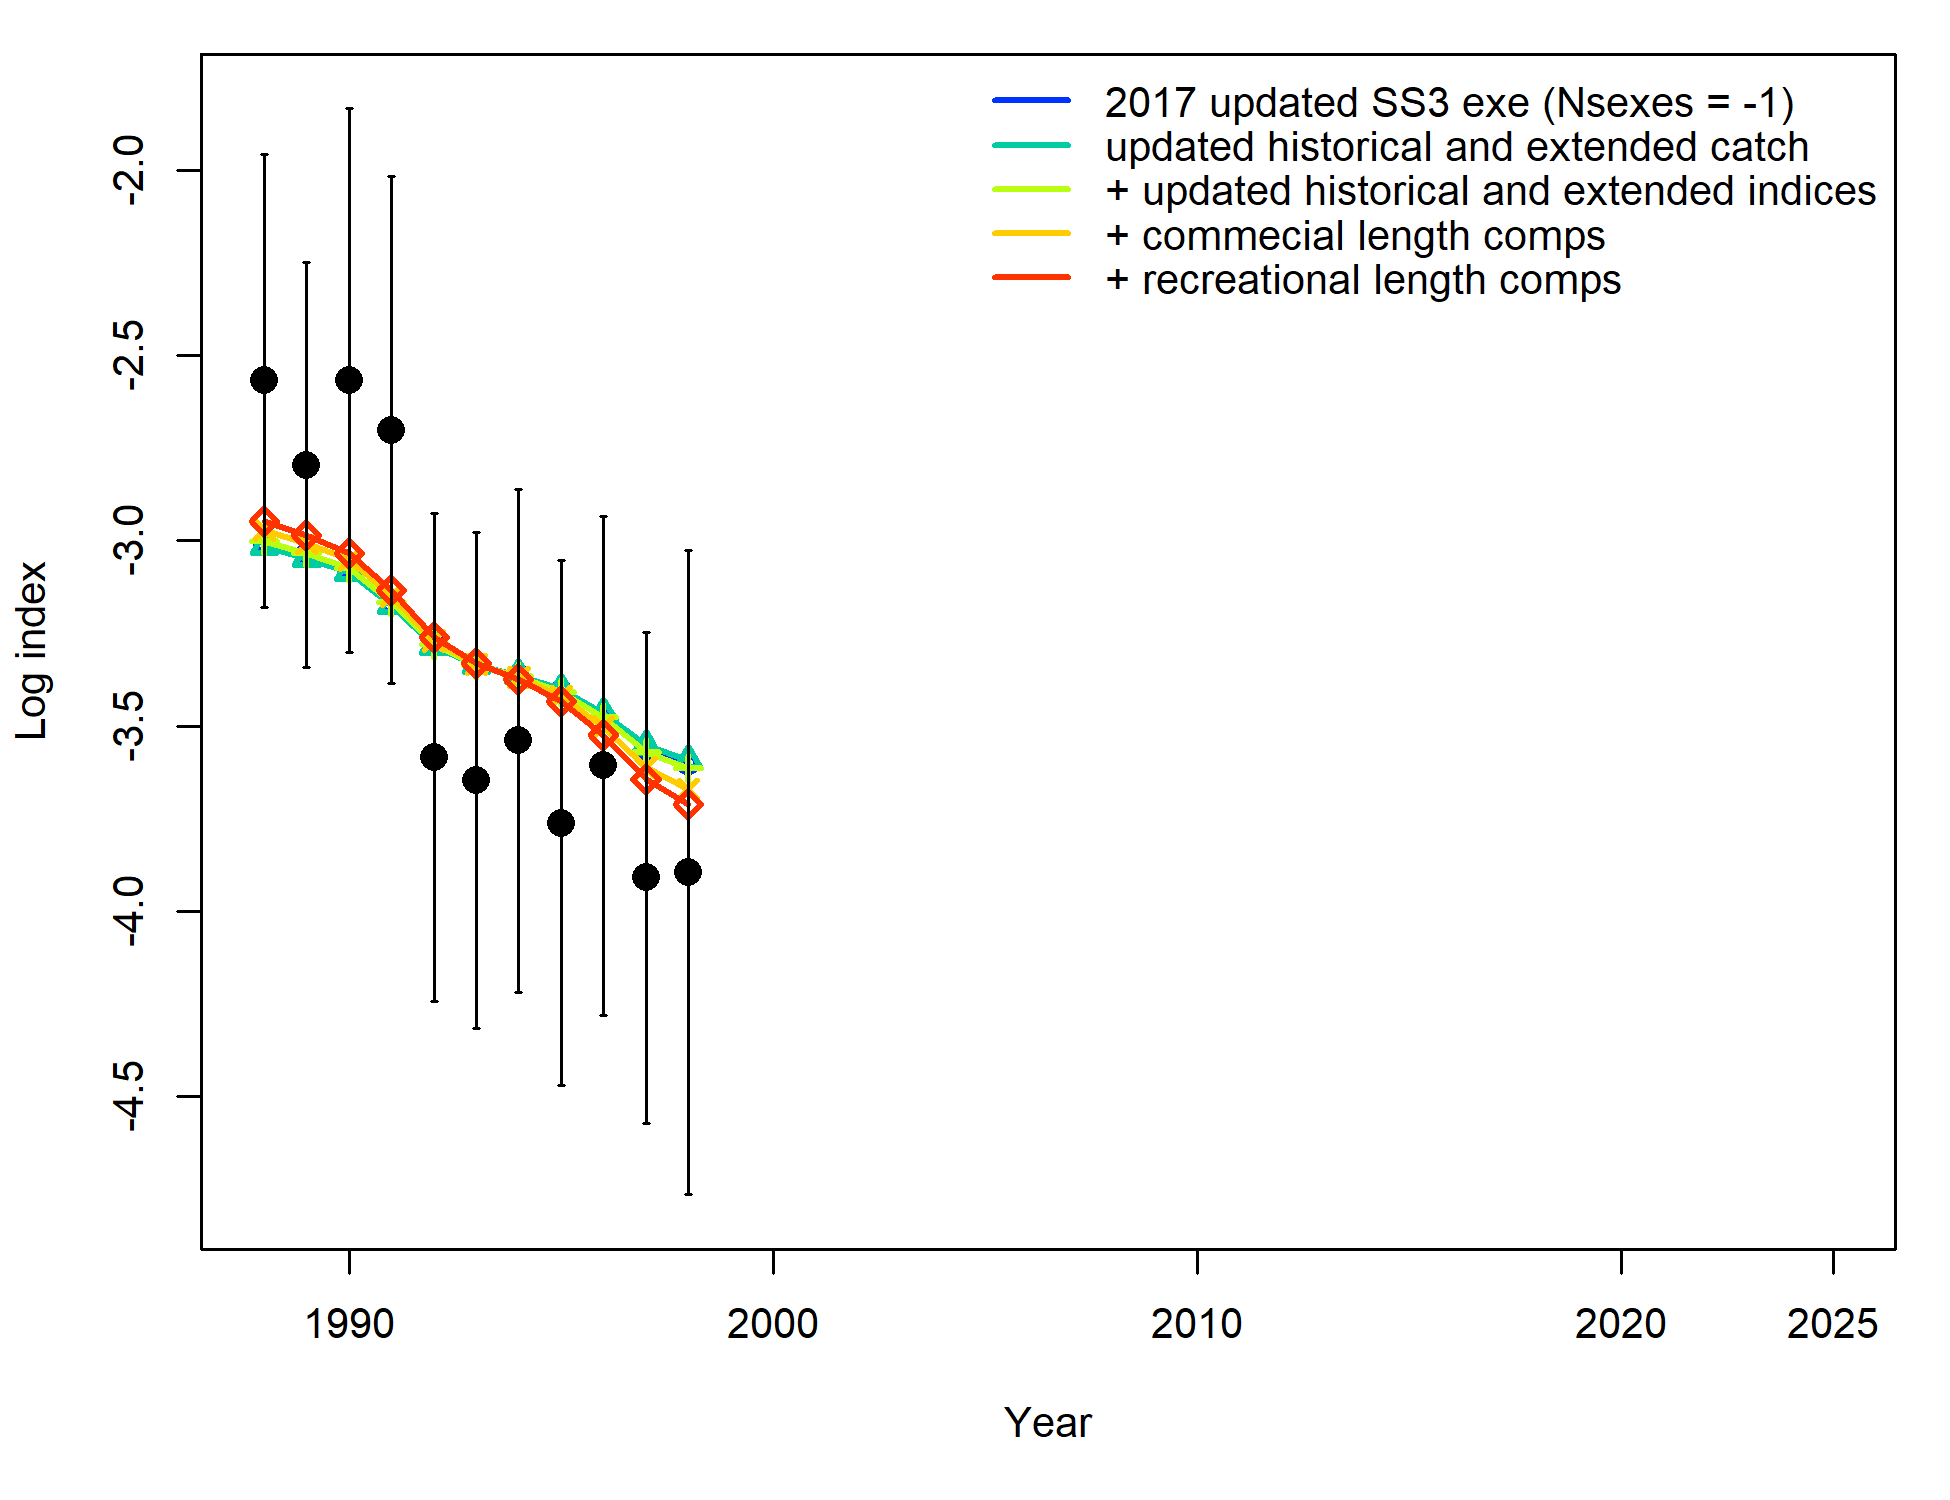 2017 updated SS3 exe (Nsexes = -1)
updated historical and extended catch
+ updated historical and extended indices
+ commecial length comps
+ recreational length comps
-2.0
-2.5
-3.0
-3.5
-4.0
-4.5
Log index
1990
2000
2010
2020
2025
Year